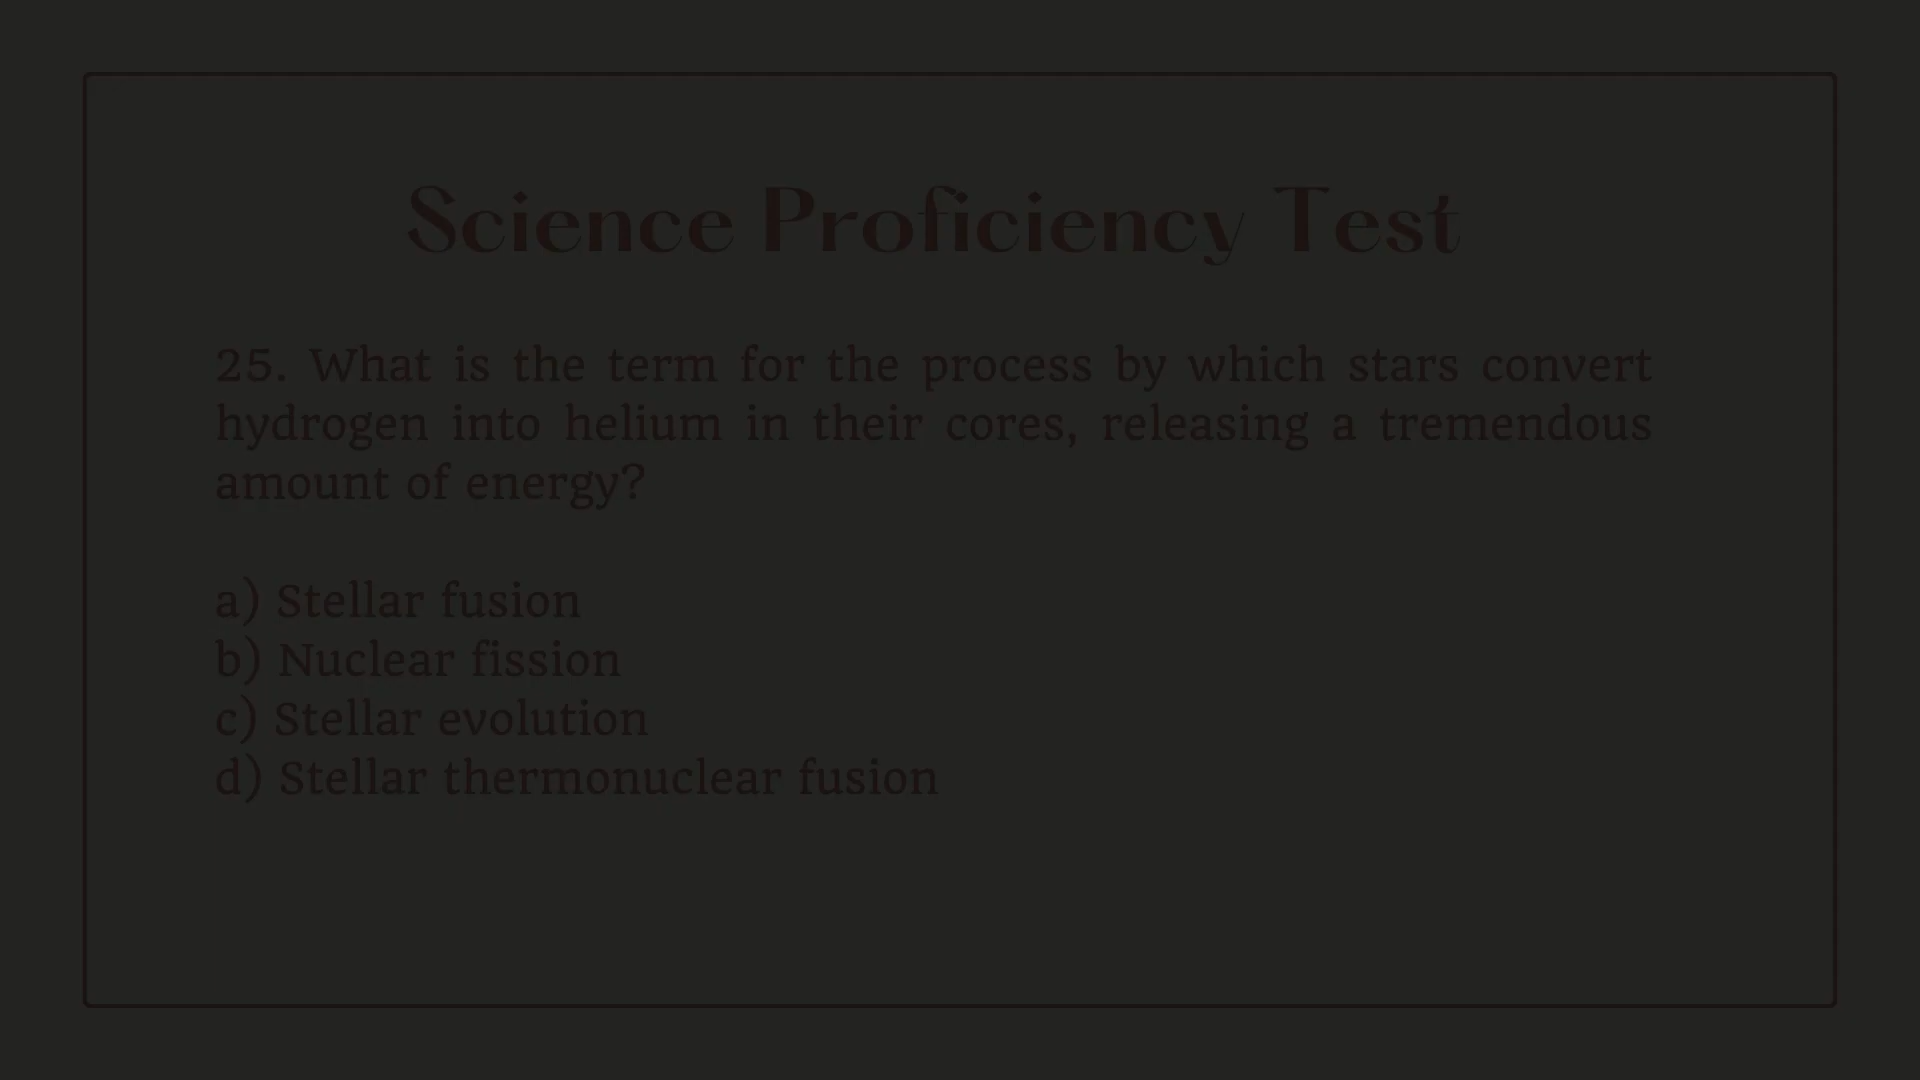 Science Proficiency Test
25. What is the term for the process by which stars convert
hydrogen into helium in their cores, releasing a tremendous
amount of energy?
a) Stellar fusion
b) Nuclear fission
c) Stellar evolution
d) Stellar thermonuclear fusion